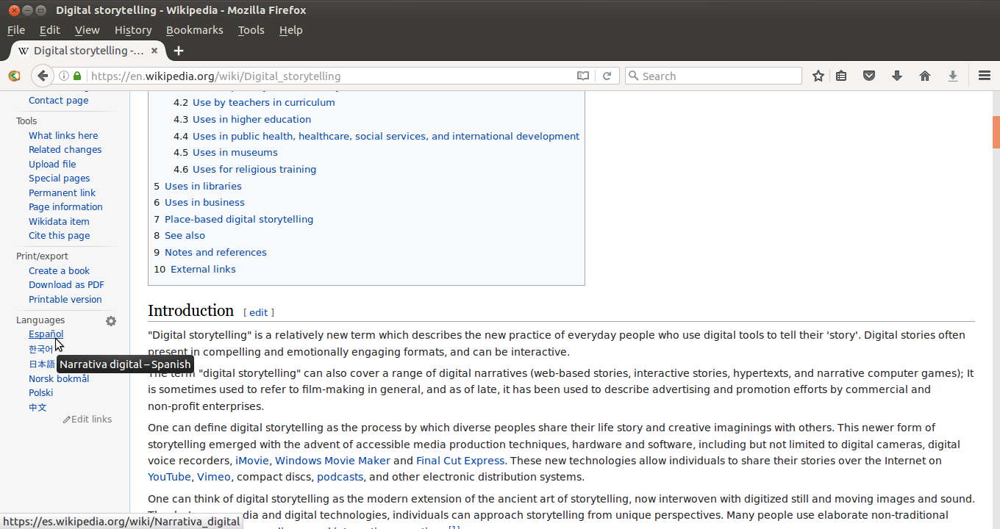 Digital storytelling - Wikipedia - Mozilla Firefox
File Edit View History Bookmarks Tools Help
W Digital storytelling -… × +
https://en.wikipedia.org/wiki/Digital_storytelling
Search
Contact page
Tools
What links here
Related changes
Upload file
Special pages
Permanent link
Page information
Wikidata item
Cite this page
Print/export
Create a book
Download as PDF
Printable version
Languages
Español
한국어
日本語
Narrativa digital – Spanish
Norsk bokmål
Polski
中文
Edit links
4.2 Use by teachers in curriculum
4.3 Uses in higher education
4.4 Uses in public health, healthcare, social services, and international development
4.5 Uses in museums
4.6 Uses for religious training
5 Uses in libraries
6 Uses in business
7 Place-based digital storytelling
8 See also
9 Notes and references
10 External links
Introduction [ edit ]
"Digital storytelling" is a relatively new term which describes the new practice of everyday people who use digital tools to tell their 'story'. Digital stories often
present in compelling and emotionally engaging formats, and can be interactive.
The term "digital storytelling" can also cover a range of digital narratives (web-based stories, interactive stories, hypertexts, and narrative computer games); It
is sometimes used to refer to film-making in general, and as of late, it has been used to describe advertising and promotion efforts by commercial and
non-profit enterprises.
One can define digital storytelling as the process by which diverse peoples share their life story and creative imaginings with others. This newer form of
storytelling emerged with the advent of accessible media production techniques, hardware and software, including but not limited to digital cameras, digital
voice recorders, iMovie, Windows Movie Maker and Final Cut Express. These new technologies allow individuals to share their stories over the Internet on
YouTube, Vimeo, compact discs, podcasts, and other electronic distribution systems.
One can think of digital storytelling as the modern extension of the ancient art of storytelling, now interwoven with digitized still and moving images and sound.
and digital technologies, individuals can approach storytelling from unique perspectives. Many people use elaborate non-traditional
https://es.wikipedia.org/wiki/Narrativa_digital